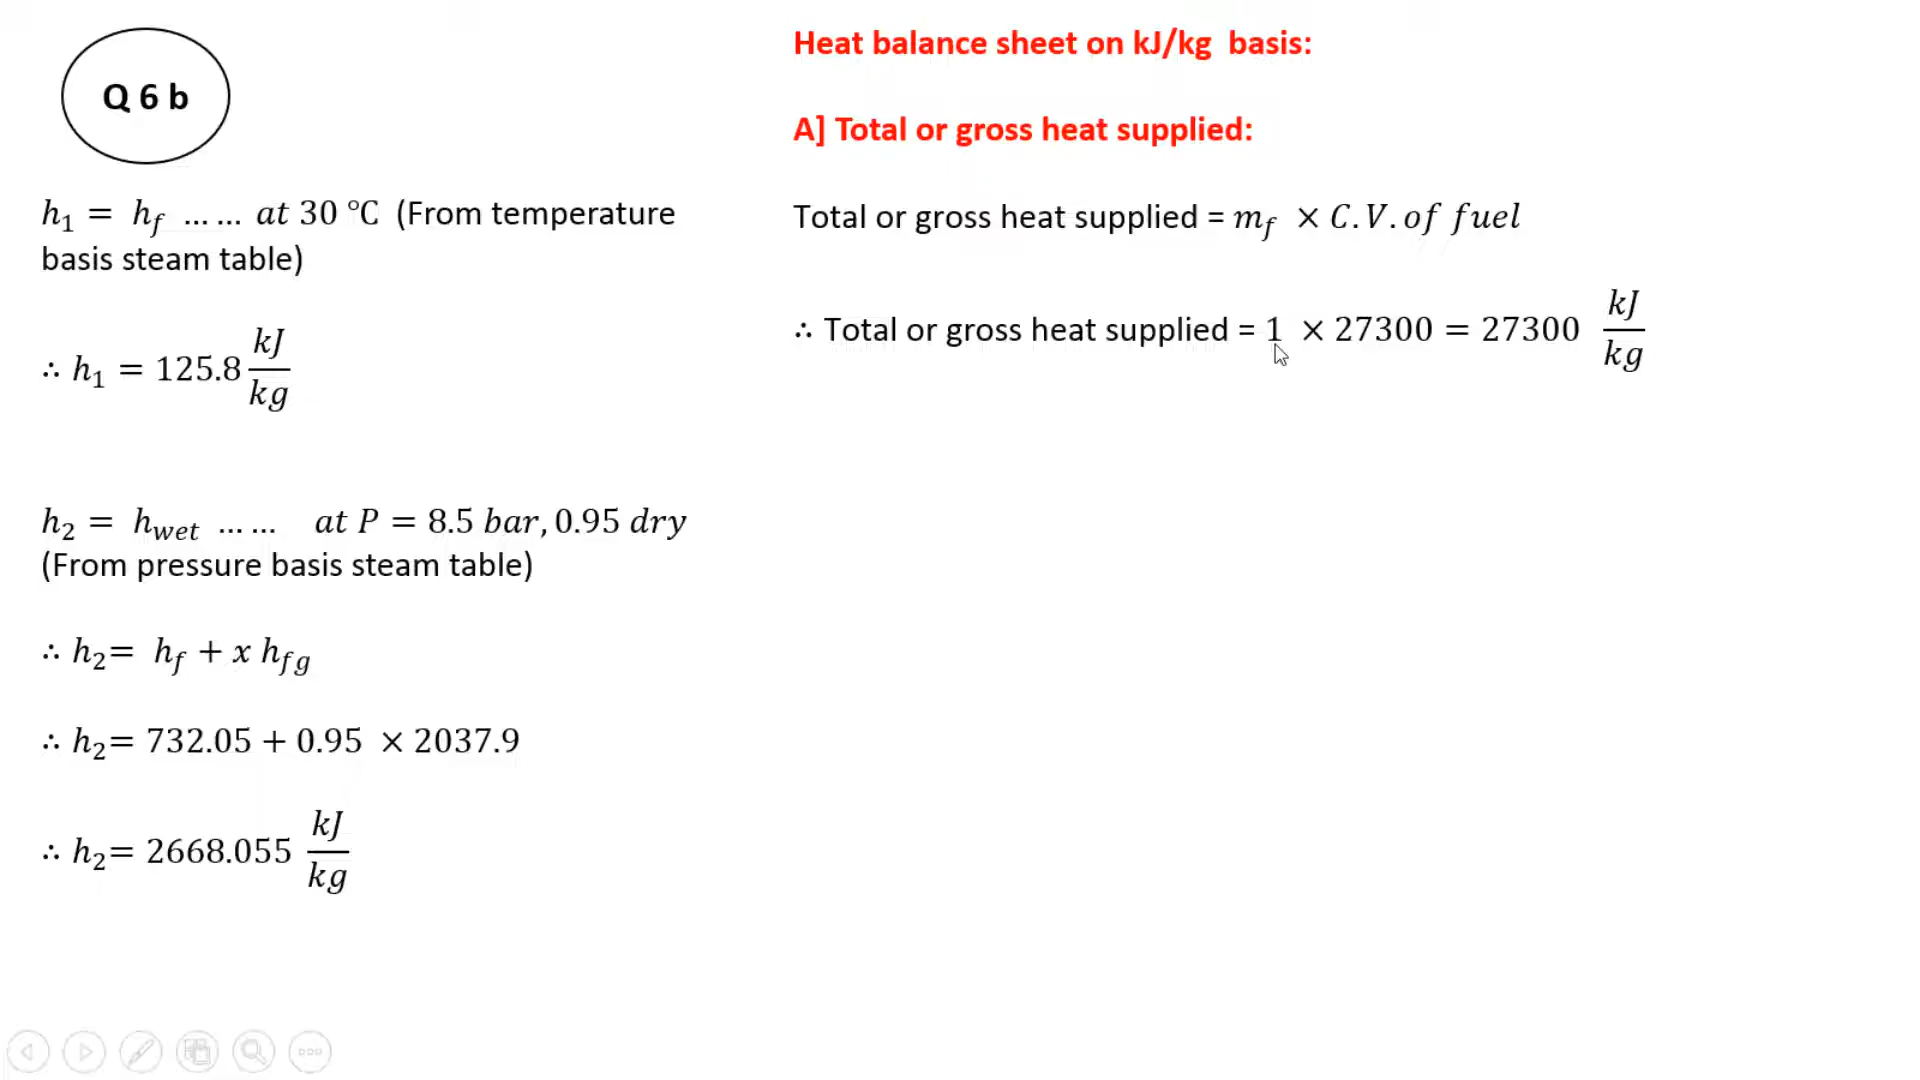 Q 6 b
h₁ = h_f …… at 30 °C (From temperature
basis steam table)
∴ h₁ = 125.8 kJ/kg
h₂ = h_wet …… at P = 8.5 bar, 0.95 dry
(From pressure basis steam table)
∴ h₂= h_f + x h_fg
∴ h₂= 732.05 + 0.95 × 2037.9
∴ h₂= 2668.055 kJ/kg
Heat balance sheet on kJ/kg basis:
A] Total or gross heat supplied:
Total or gross heat supplied = m_f × C.V. of fuel
∴ Total or gross heat supplied = 1 × 27300 = 27300 kJ/kg